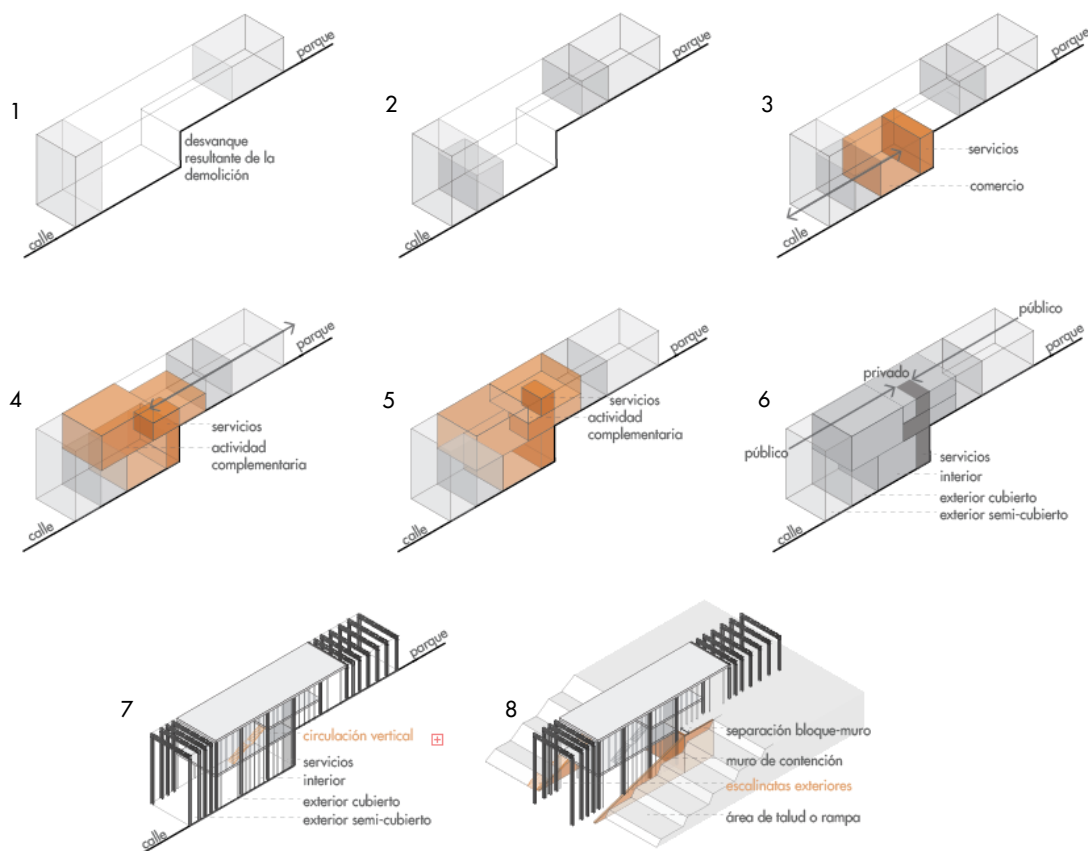 1
parque
desvanque
resultante de la
demolición
calle
2
parque
calle
3
parque
servicios
comercio
calle
4
parque
servicios
actividad
complementaria
calle
5
parque
servicios
actividad
complementaria
calle
6
público
privado
público
parque
servicios
interior
exterior cubierto
exterior semi-cubierto
calle
7
parque
circulación vertical
servicios
interior
exterior cubierto
exterior semi-cubierto
calle
8
separación bloque-muro
muro de contención
escalinatas exteriores
área de talud o rampa